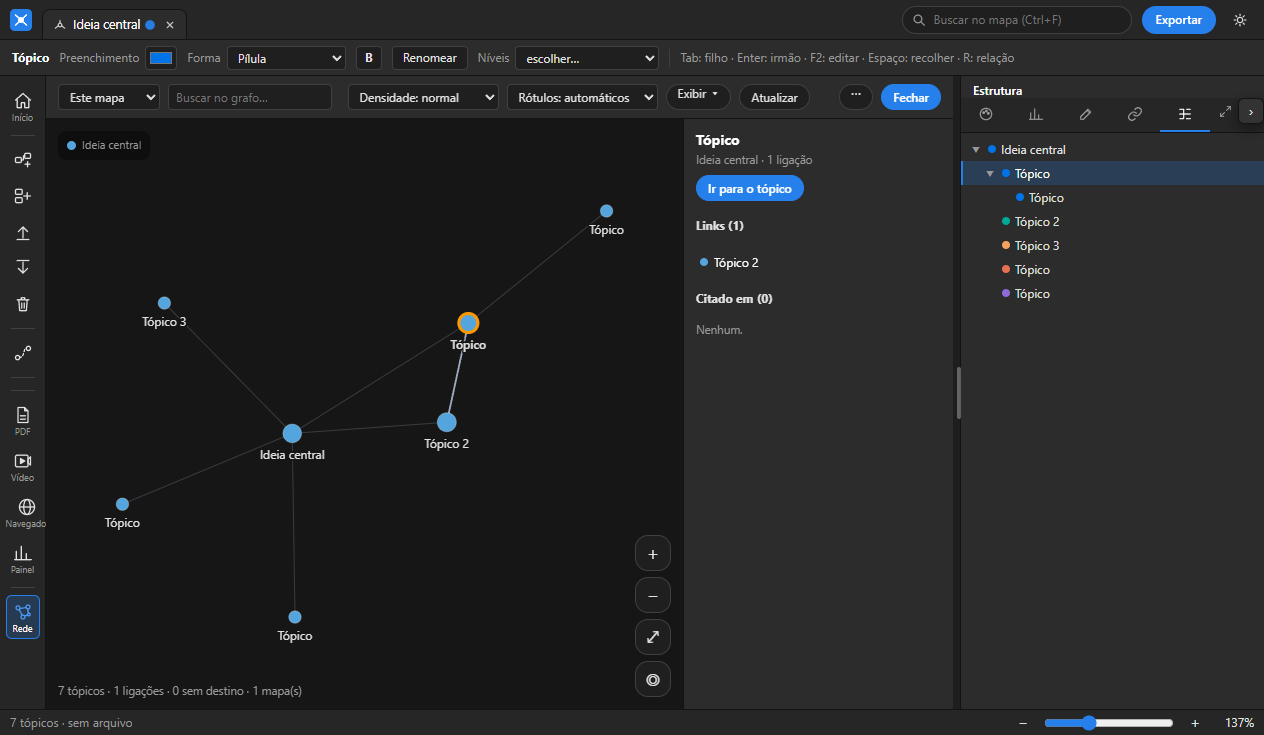 Ideia central
Buscar no mapa (Ctrl+F)
Exportar
Tópico Preenchimento Forma Pílula B Renomear Níveis escolher... Tab: filho · Enter: irmão · F2: editar · Espaço: recolher · R: relação
Início
PDF
Vídeo
Navegado
Painel
Rede
Este mapa Buscar no grafo... Densidade: normal Rótulos: automáticos Exibir Atualizar ... Fechar
Ideia central
Tópico
Tópico 3
Tópico
Tópico 2
Ideia central
Tópico
Tópico
7 tópicos · 1 ligações · 0 sem destino · 1 mapa(s)
Tópico
Ideia central · 1 ligação
Ir para o tópico
Links (1)
Tópico 2
Citado em (0)
Nenhum.
Estrutura
Ideia central
Tópico
Tópico
Tópico 2
Tópico 3
Tópico
Tópico
7 tópicos · sem arquivo
137%